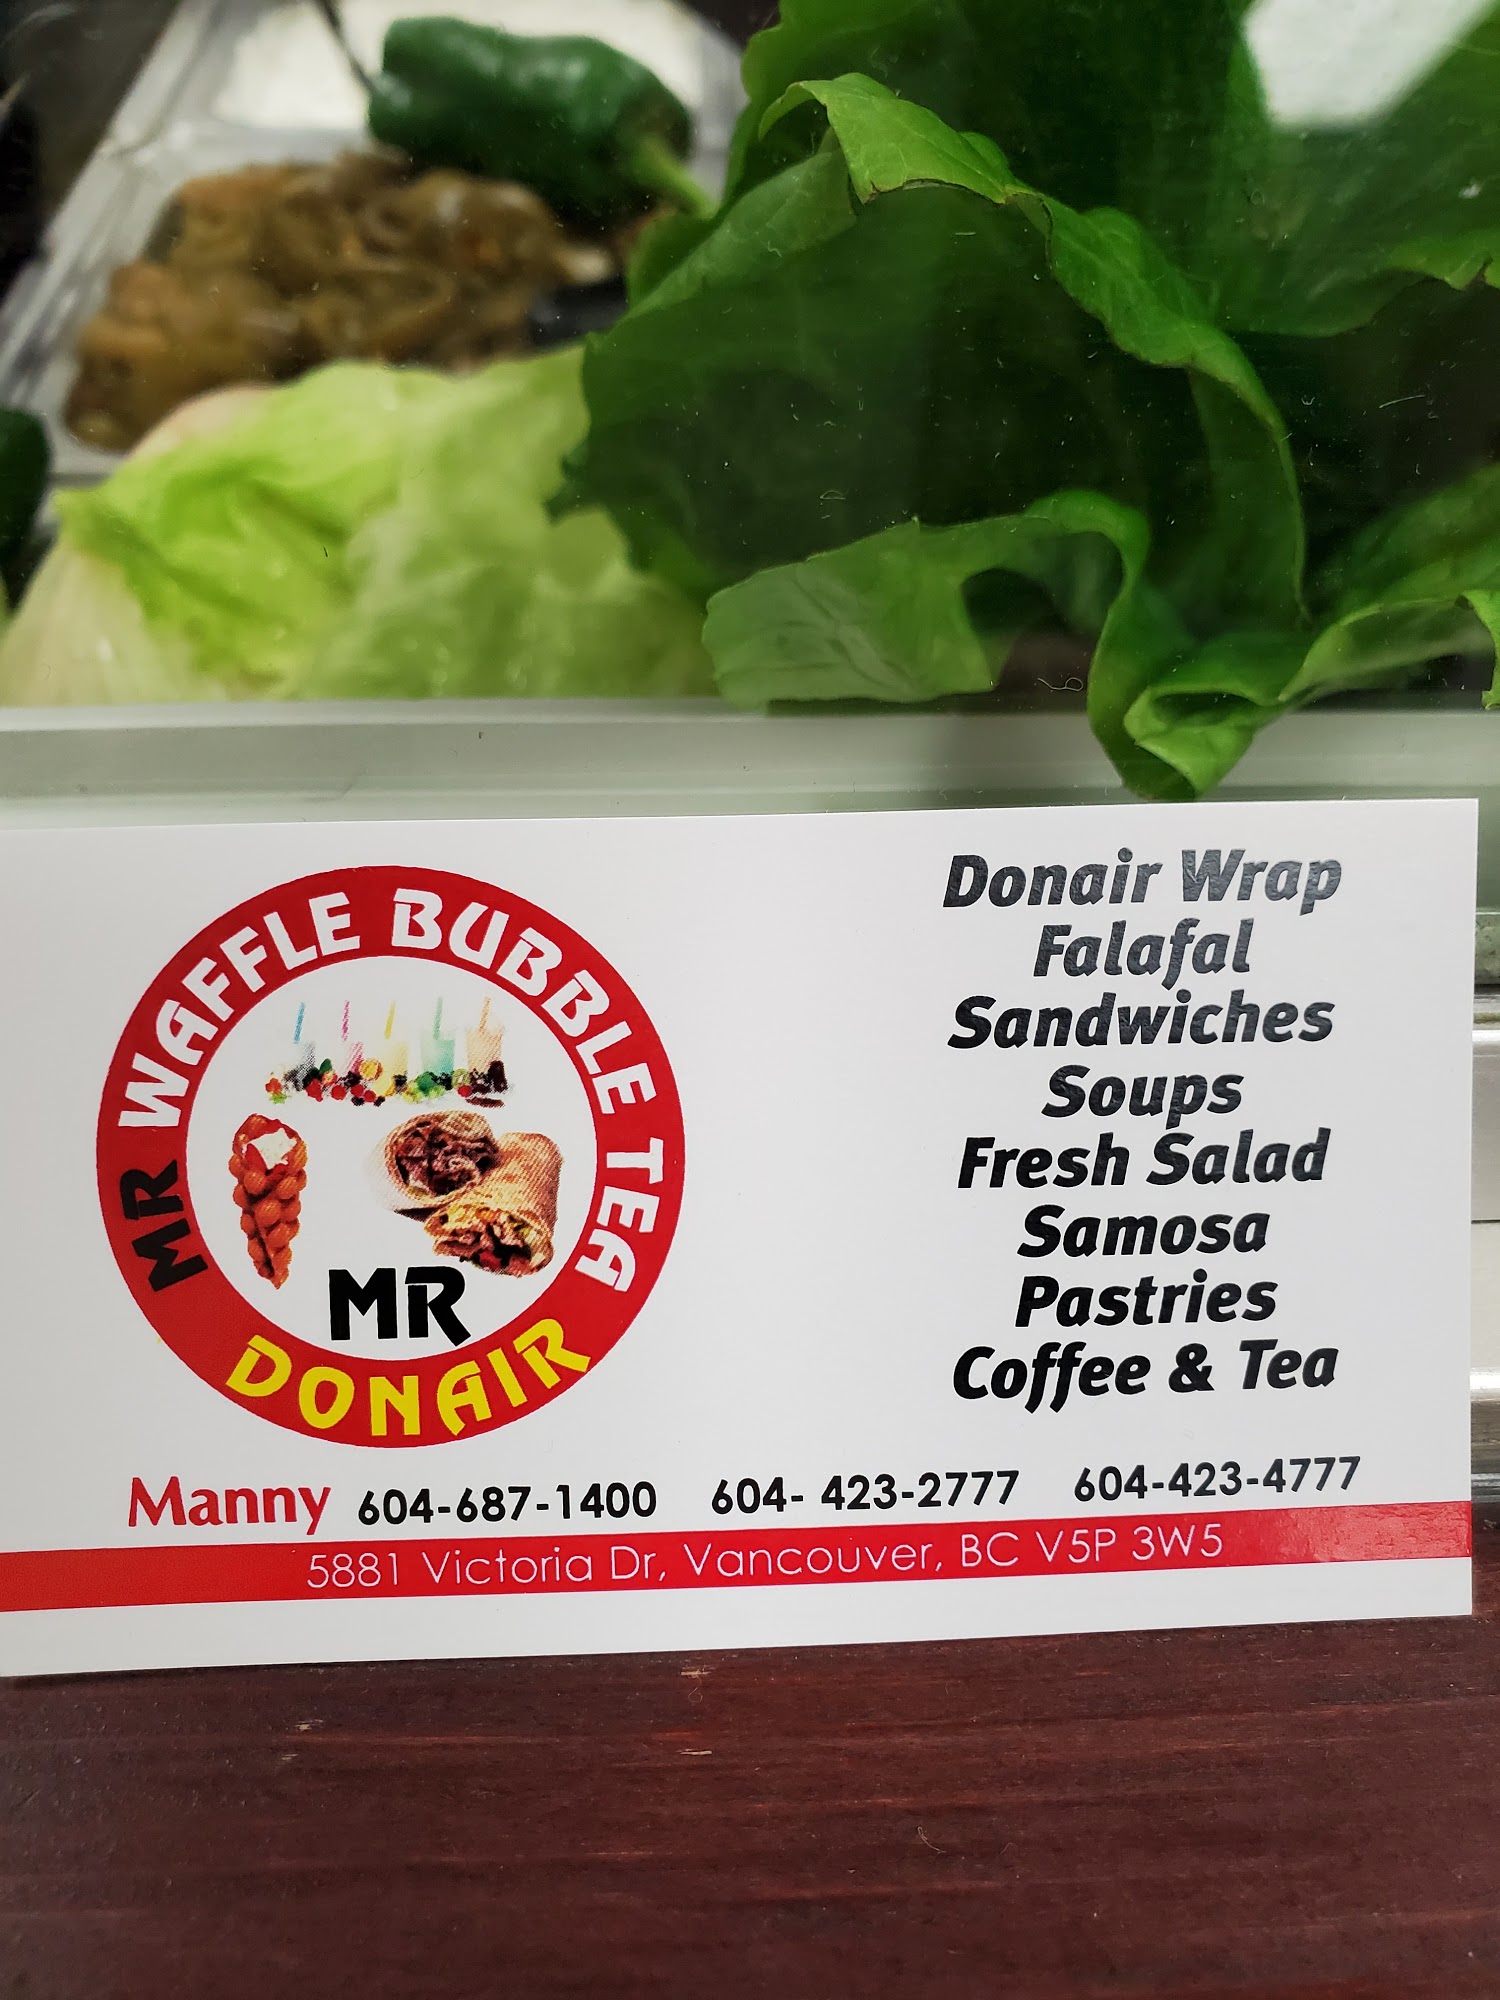 MR WAFFLE BUBBLE TEA
MR
DONAIR
Donair Wrap
Falafal
Sandwiches
Soups
Fresh Salad
Samosa
Pastries
Coffee & Tea
Manny 604-687-1400 604- 423-2777 604-423-4777
5881 Victoria Dr, Vancouver, BC V5P 3W5